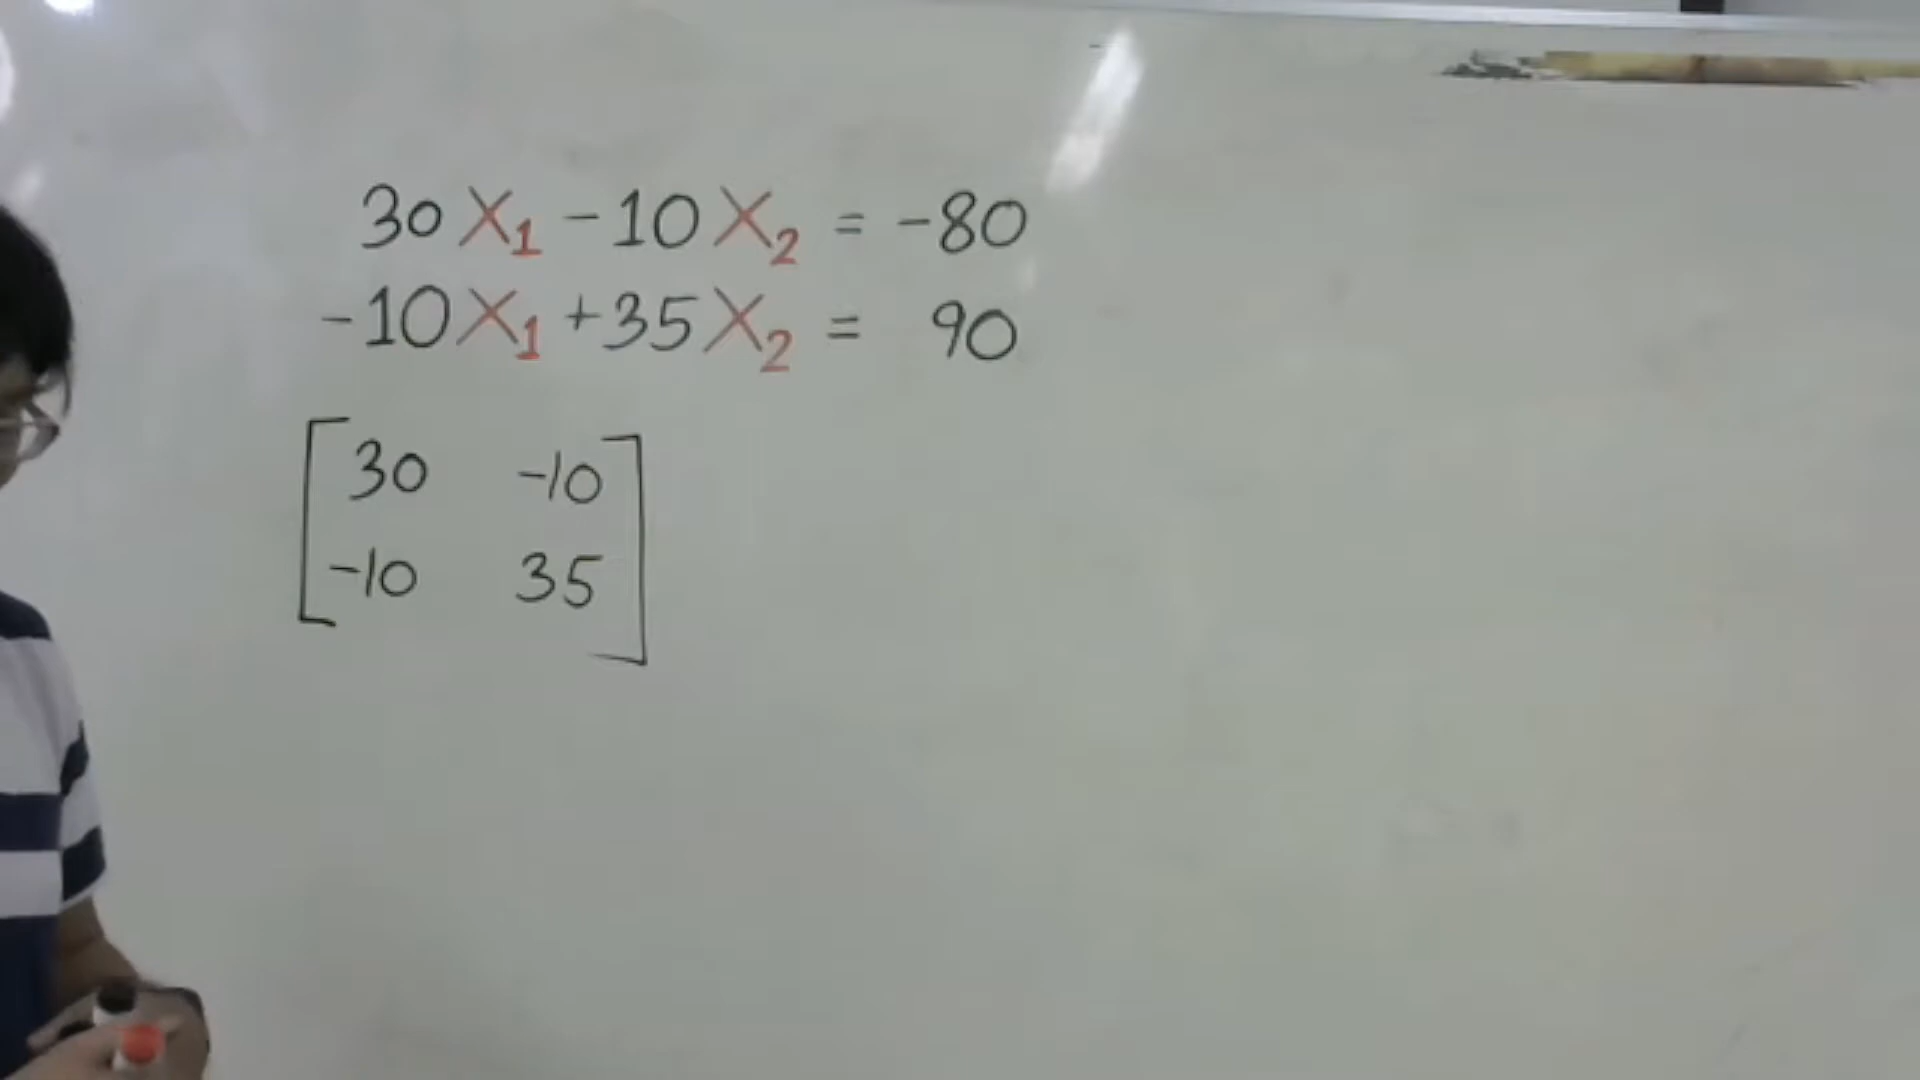 30X₁ -10X₂ = -80
-10X₁ +35X₂ = 90
30 -10
-10 35